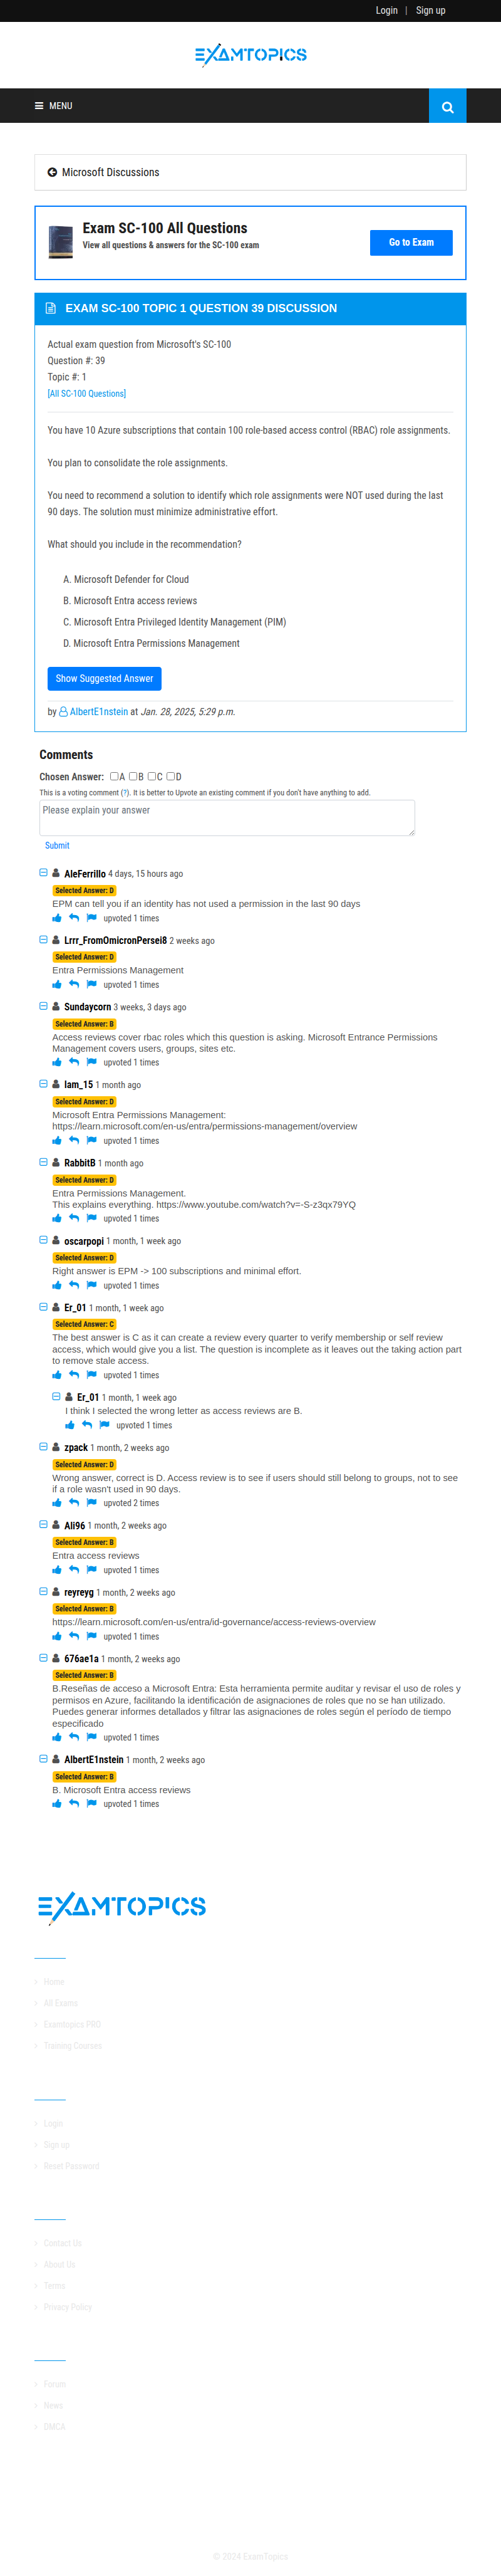 Login | Sign up
EXAMTOPICS
MENU
Microsoft Discussions
Exam SC-100 All Questions
View all questions & answers for the SC-100 exam
Go to Exam
EXAM SC-100 TOPIC 1 QUESTION 39 DISCUSSION
Actual exam question from Microsoft's SC-100
Question #: 39
Topic #: 1
[All SC-100 Questions]
You have 10 Azure subscriptions that contain 100 role-based access control (RBAC) role assignments.
You plan to consolidate the role assignments.
You need to recommend a solution to identify which role assignments were NOT used during the last
90 days. The solution must minimize administrative effort.
What should you include in the recommendation?
A. Microsoft Defender for Cloud
B. Microsoft Entra access reviews
C. Microsoft Entra Privileged Identity Management (PIM)
D. Microsoft Entra Permissions Management
Show Suggested Answer
by AlbertE1nstein at Jan. 28, 2025, 5:29 p.m.
Comments
Chosen Answer: A B C D
This is a voting comment (?). It is better to Upvote an existing comment if you don't have anything to add.
Please explain your answer
Submit
AleFerrillo 4 days, 15 hours ago
Selected Answer: D
EPM can tell you if an identity has not used a permission in the last 90 days
upvoted 1 times
Lrrr_FromOmicronPersei8 2 weeks ago
Selected Answer: D
Entra Permissions Management
upvoted 1 times
Sundaycorn 3 weeks, 3 days ago
Selected Answer: B
Access reviews cover rbac roles which this question is asking. Microsoft Entrance Permissions
Management covers users, groups, sites etc.
upvoted 1 times
Iam_15 1 month ago
Selected Answer: D
Microsoft Entra Permissions Management:
https://learn.microsoft.com/en-us/entra/permissions-management/overview
upvoted 1 times
RabbitB 1 month ago
Selected Answer: D
Entra Permissions Management.
This explains everything. https://www.youtube.com/watch?v=-S-z3qx79YQ
upvoted 1 times
oscarpopi 1 month, 1 week ago
Selected Answer: D
Right answer is EPM -> 100 subscriptions and minimal effort.
upvoted 1 times
Er_01 1 month, 1 week ago
Selected Answer: C
The best answer is C as it can create a review every quarter to verify membership or self review
access, which would give you a list. The question is incomplete as it leaves out the taking action part
to remove stale access.
upvoted 1 times
Er_01 1 month, 1 week ago
I think I selected the wrong letter as access reviews are B.
upvoted 1 times
zpack 1 month, 2 weeks ago
Selected Answer: D
Wrong answer, correct is D. Access review is to see if users should still belong to groups, not to see
if a role wasn't used in 90 days.
upvoted 2 times
Ali96 1 month, 2 weeks ago
Selected Answer: B
Entra access reviews
upvoted 1 times
reyreyg 1 month, 2 weeks ago
Selected Answer: B
https://learn.microsoft.com/en-us/entra/id-governance/access-reviews-overview
upvoted 1 times
676ae1a 1 month, 2 weeks ago
Selected Answer: B
B.Reseñas de acceso a Microsoft Entra: Esta herramienta permite auditar y revisar el uso de roles y
permisos en Azure, facilitando la identificación de asignaciones de roles que no se han utilizado.
Puedes generar informes detallados y filtrar las asignaciones de roles según el período de tiempo
especificado
upvoted 1 times
AlbertE1nstein 1 month, 2 weeks ago
Selected Answer: B
B. Microsoft Entra access reviews
upvoted 1 times
EXAMTOPICS
Home
All Exams
Examtopics PRO
Training Courses
Login
Sign up
Reset Password
Contact Us
About Us
Terms
Privacy Policy
Forum
News
DMCA
© 2024 ExamTopics